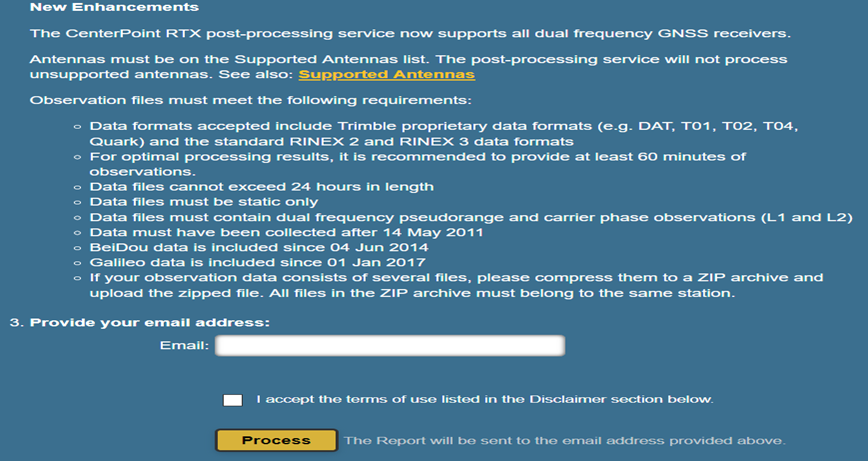 New Enhancements
The CenterPoint RTX post-processing service now supports all dual frequency GNSS receivers.
Antennas must be on the Supported Antennas list. The post-processing service will not process
unsupported antennas. See also: Supported Antennas
Observation files must meet the following requirements:
Data formats accepted include Trimble proprietary data formats (e.g. DAT, T01, T02, T04,
Quark) and the standard RINEX 2 and RINEX 3 data formats
For optimal processing results, it is recommended to provide at least 60 minutes of
observations.
Data files cannot exceed 24 hours in length
Data files must be static only
Data files must contain dual frequency pseudorange and carrier phase observations (L1 and L2)
Data must have been collected after 14 May 2011
BeiDou data is included since 04 Jun 2014
Galileo data is included since 01 Jan 2017
If your observation data consists of several files, please compress them to a ZIP archive and
upload the zipped file. All files in the ZIP archive must belong to the same station.
3. Provide your email address:
Email:
I accept the terms of use listed in the Disclaimer section below.
Process The Report will be sent to the email address provided above.